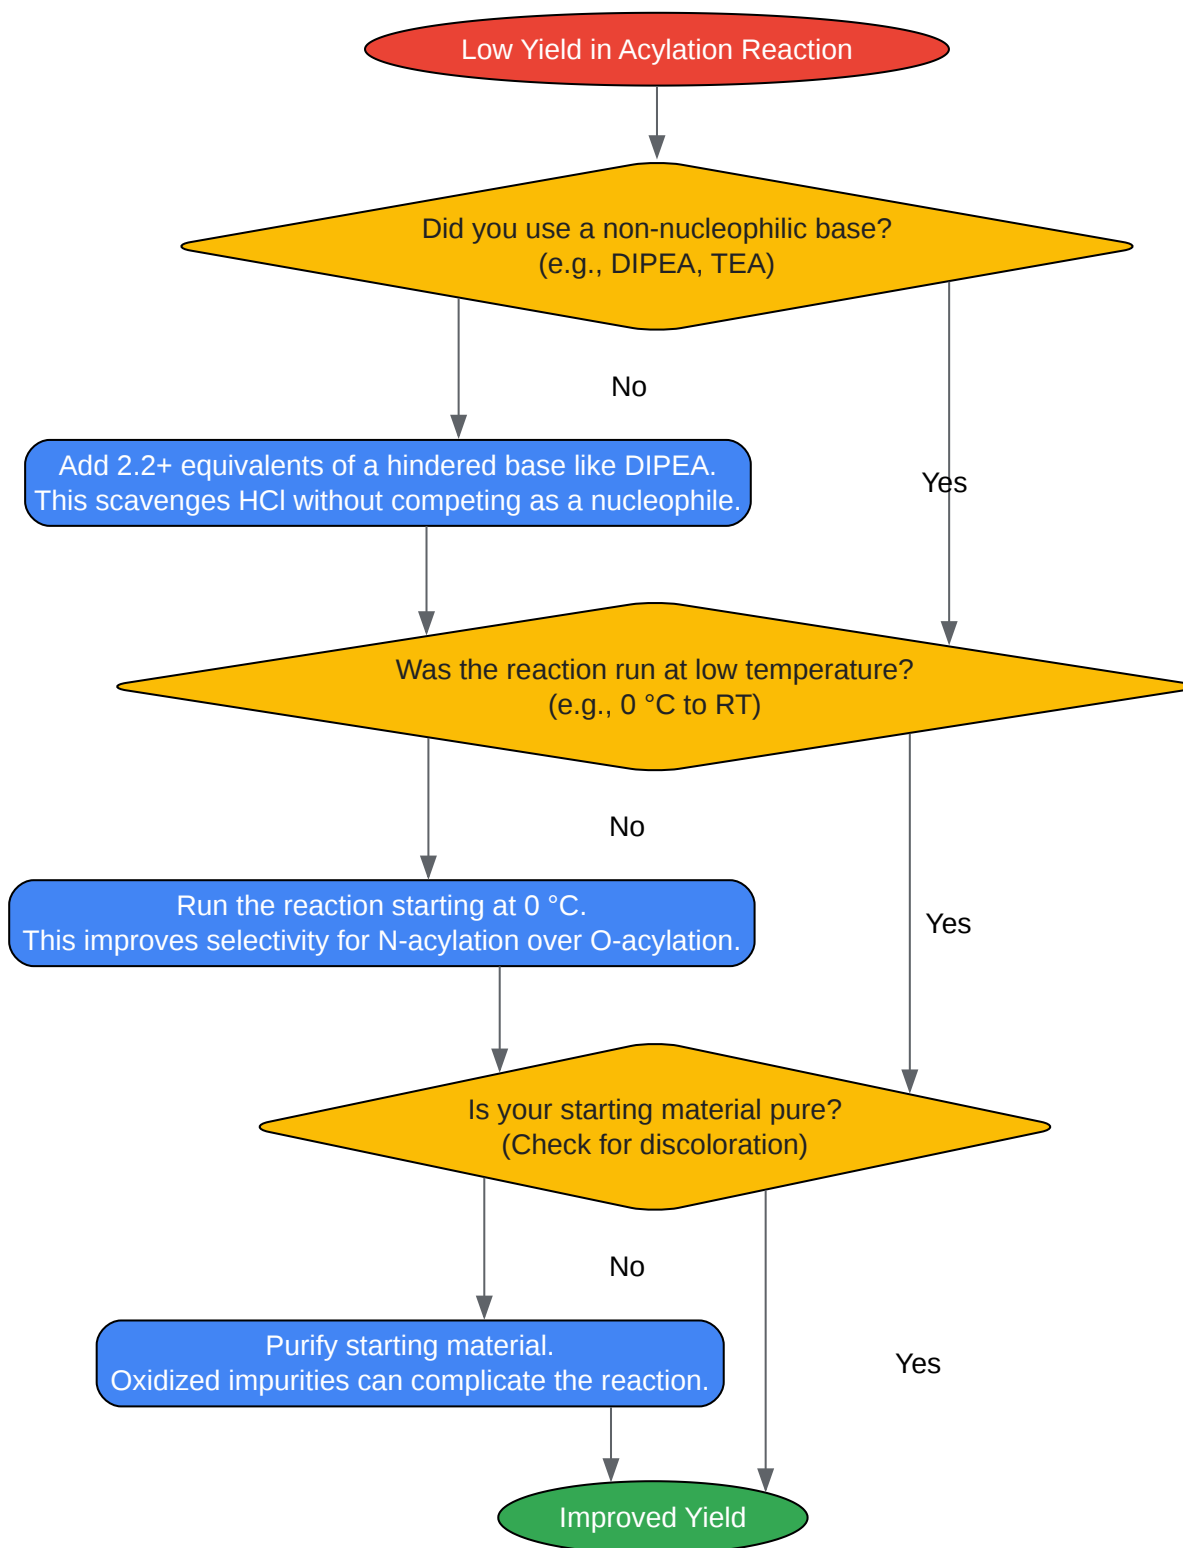 Low Yield in Acylation Reaction
Did you use a non-nucleophilic base?
(e.g., DIPEA, TEA)
No
Add 2.2+ equivalents of a hindered base like DIPEA.
This scavenges HCl without competing as a nucleophile.
Yes
Was the reaction run at low temperature?
(e.g., 0 °C to RT)
No
Run the reaction starting at 0 °C.
This improves selectivity for N-acylation over O-acylation.
Yes
Is your starting material pure?
(Check for discoloration)
No
Purify starting material.
Oxidized impurities can complicate the reaction.
Yes
Improved Yield